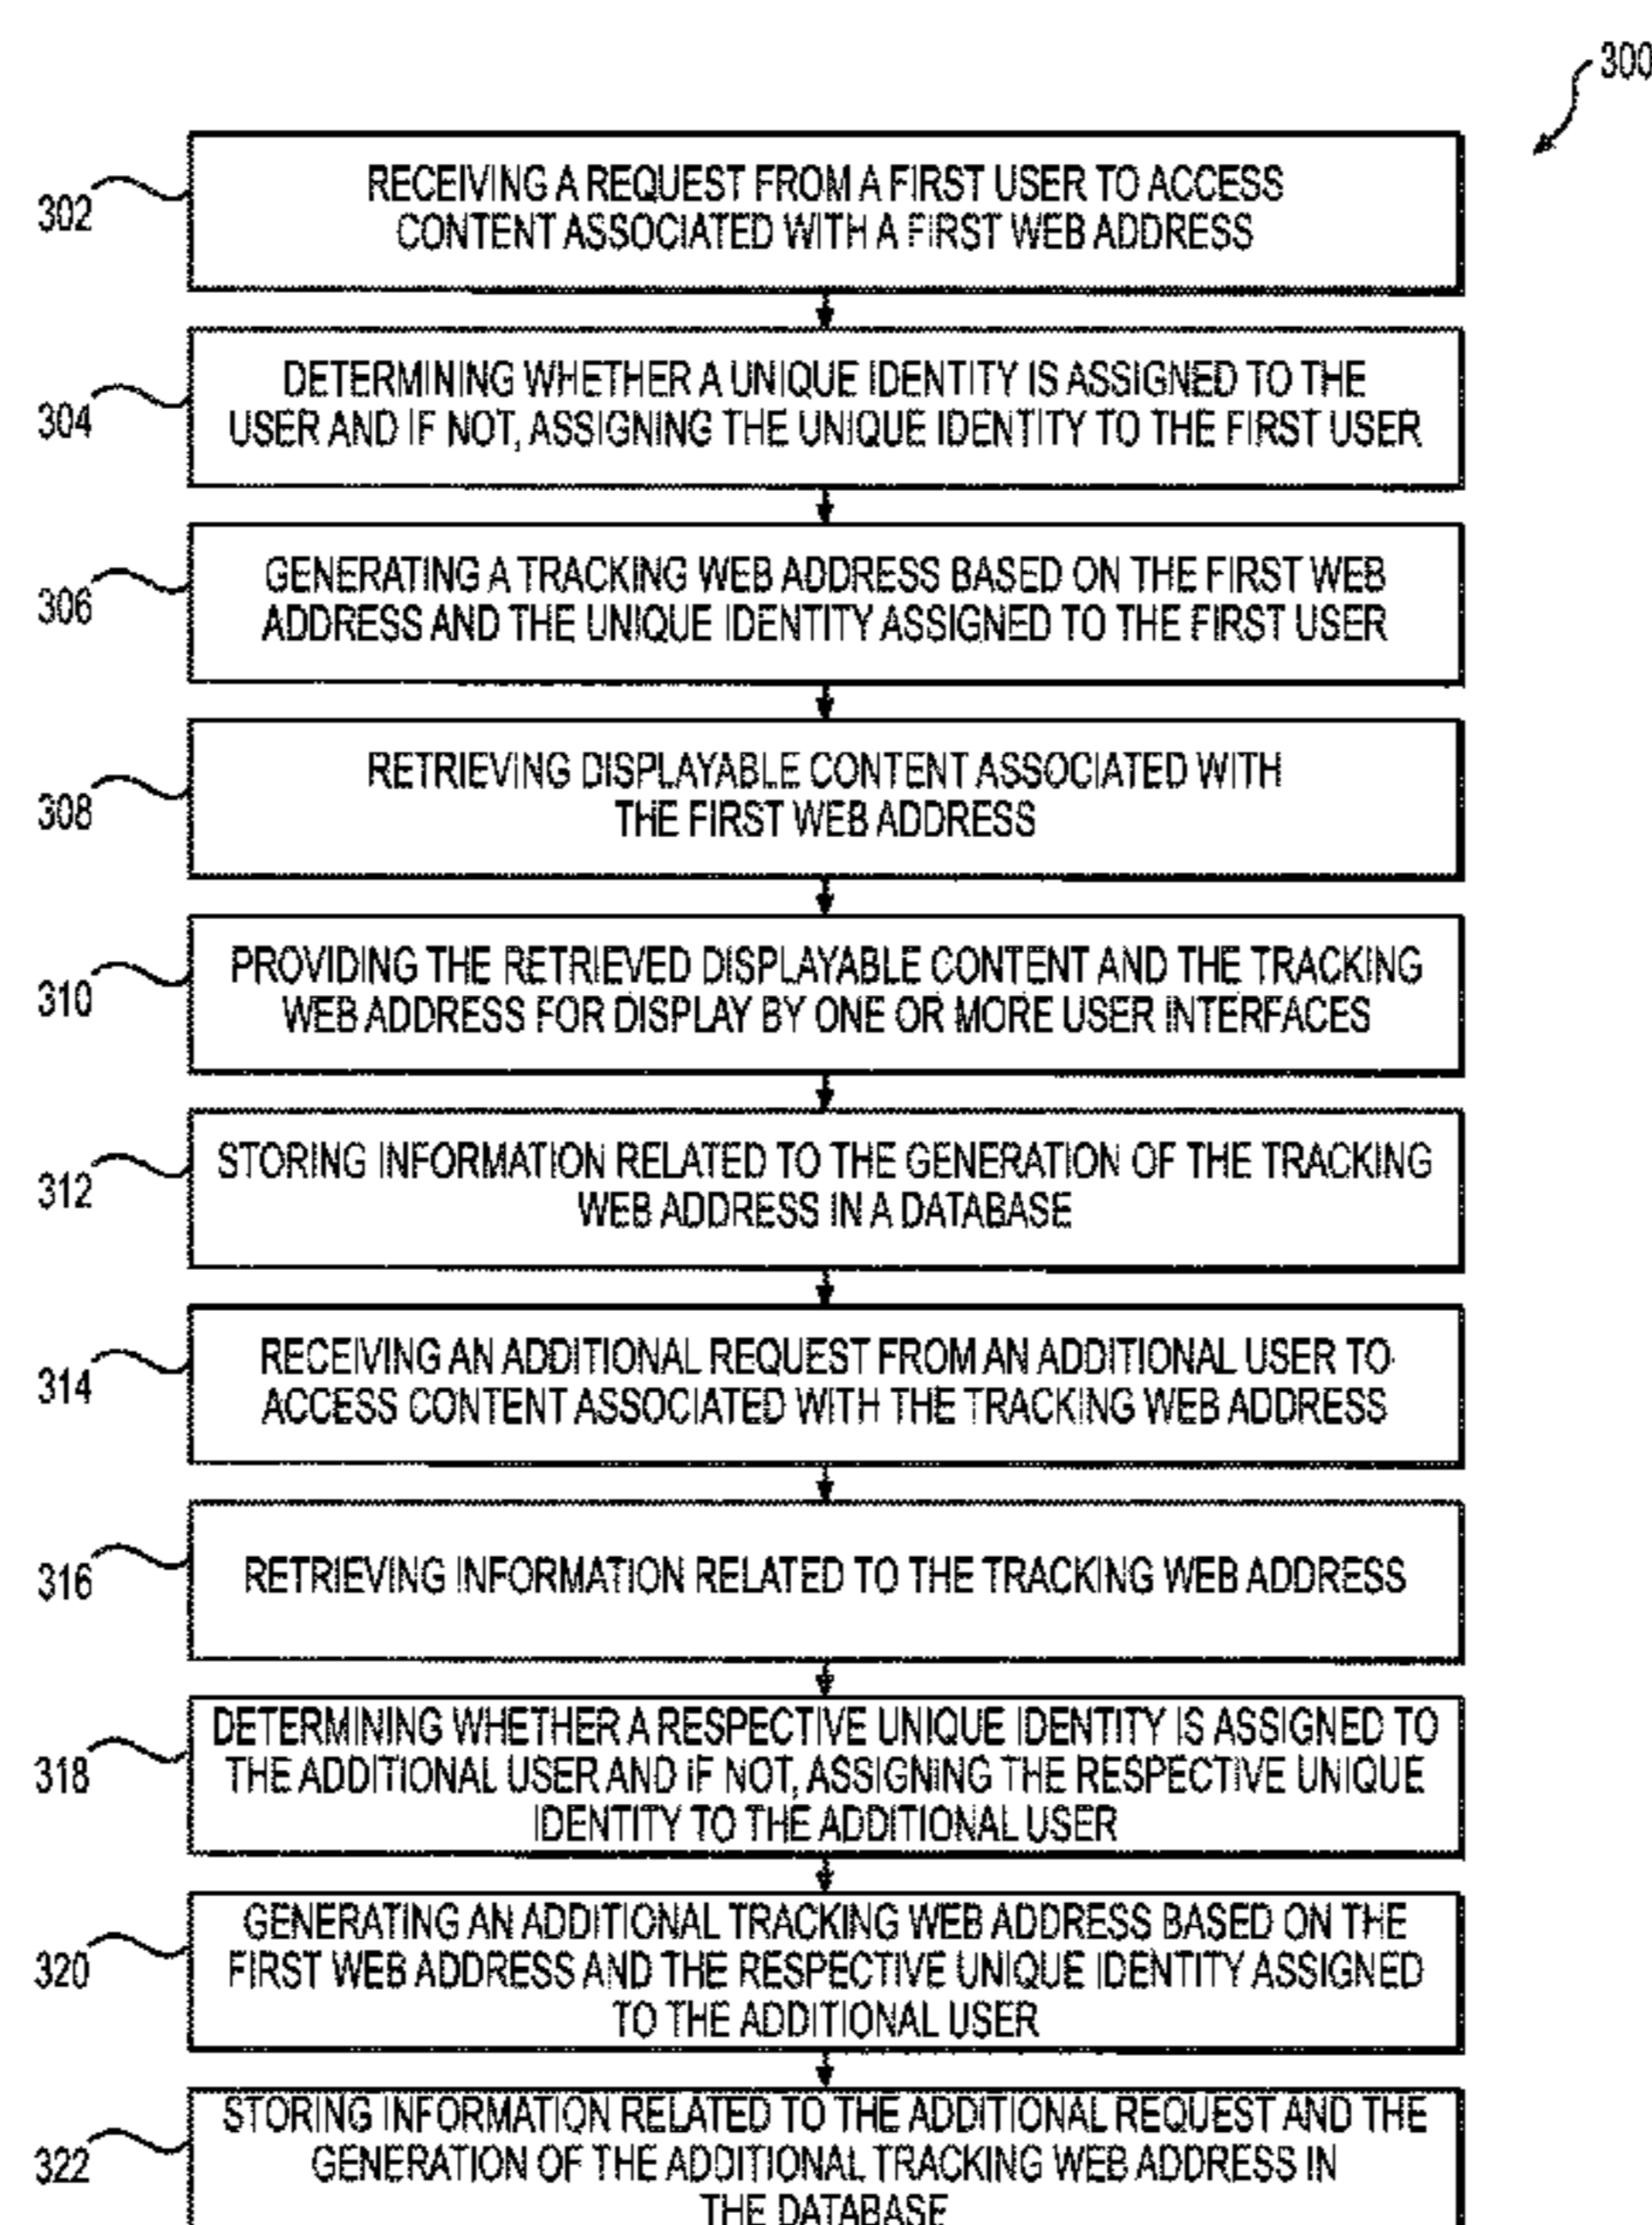 300
302
RECEIVING A REQUEST FROM A FIRST USER TO ACCESS
CONTENT ASSOCIATED WITH A FIRST WEB ADDRESS
304
DETERMINING WHETHER A UNIQUE IDENTITY IS ASSIGNED TO THE
USER AND IF NOT, ASSIGNING THE UNIQUE IDENTITY TO THE FIRST USER
306
GENERATING A TRACKING WEB ADDRESS BASED ON THE FIRST WEB
ADDRESS AND THE UNIQUE IDENTITY ASSIGNED TO THE FIRST USER
308
RETRIEVING DISPLAYABLE CONTENT ASSOCIATED WITH
THE FIRST WEB ADDRESS
310
PROVIDING THE RETRIEVED DISPLAYABLE CONTENT AND THE TRACKING
WEB ADDRESS FOR DISPLAY BY ONE OR MORE USER INTERFACES
312
STORING INFORMATION RELATED TO THE GENERATION OF THE TRACKING
WEB ADDRESS IN A DATABASE
314
RECEIVING AN ADDITIONAL REQUEST FROM AN ADDITIONAL USER TO
ACCESS CONTENT ASSOCIATED WITH THE TRACKING WEB ADDRESS
316
RETRIEVING INFORMATION RELATED TO THE TRACKING WEB ADDRESS
318
DETERMINING WHETHER A RESPECTIVE UNIQUE IDENTITY IS ASSIGNED TO
THE ADDITIONAL USER AND IF NOT, ASSIGNING THE RESPECTIVE UNIQUE
IDENTITY TO THE ADDITIONAL USER
320
GENERATING AN ADDITIONAL TRACKING WEB ADDRESS BASED ON THE
FIRST WEB ADDRESS AND THE RESPECTIVE UNIQUE IDENTITY ASSIGNED
TO THE ADDITIONAL USER
322
STORING INFORMATION RELATED TO THE ADDITIONAL REQUEST AND THE
GENERATION OF THE ADDITIONAL TRACKING WEB ADDRESS IN
THE DATABASE